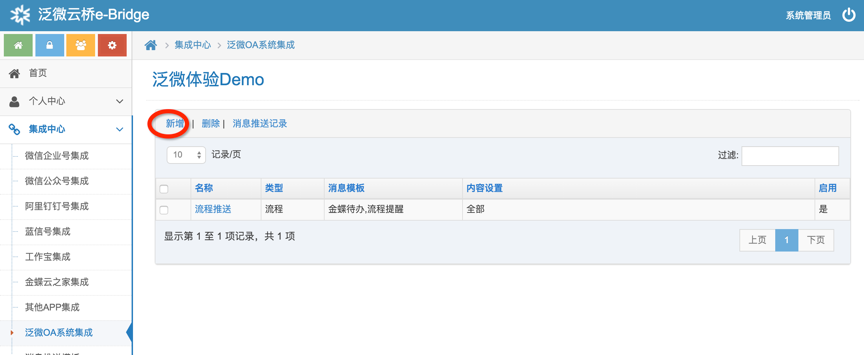 泛微云桥e-Bridge
系统管理员
集成中心 > 泛微OA系统集成
首页
个人中心
集成中心
微信企业号集成
微信公众号集成
阿里钉钉号集成
蓝信号集成
工作宝集成
金蝶云之家集成
其他APP集成
泛微OA系统集成
泛微体验Demo
新增 | 删除 | 消息推送记录
10 记录/页 过滤:
名称 类型 消息模板 内容设置 启用
流程推送 流程 金蝶待办,流程提醒 全部 是
显示第 1 至 1 项记录，共 1 项
上页 1 下页